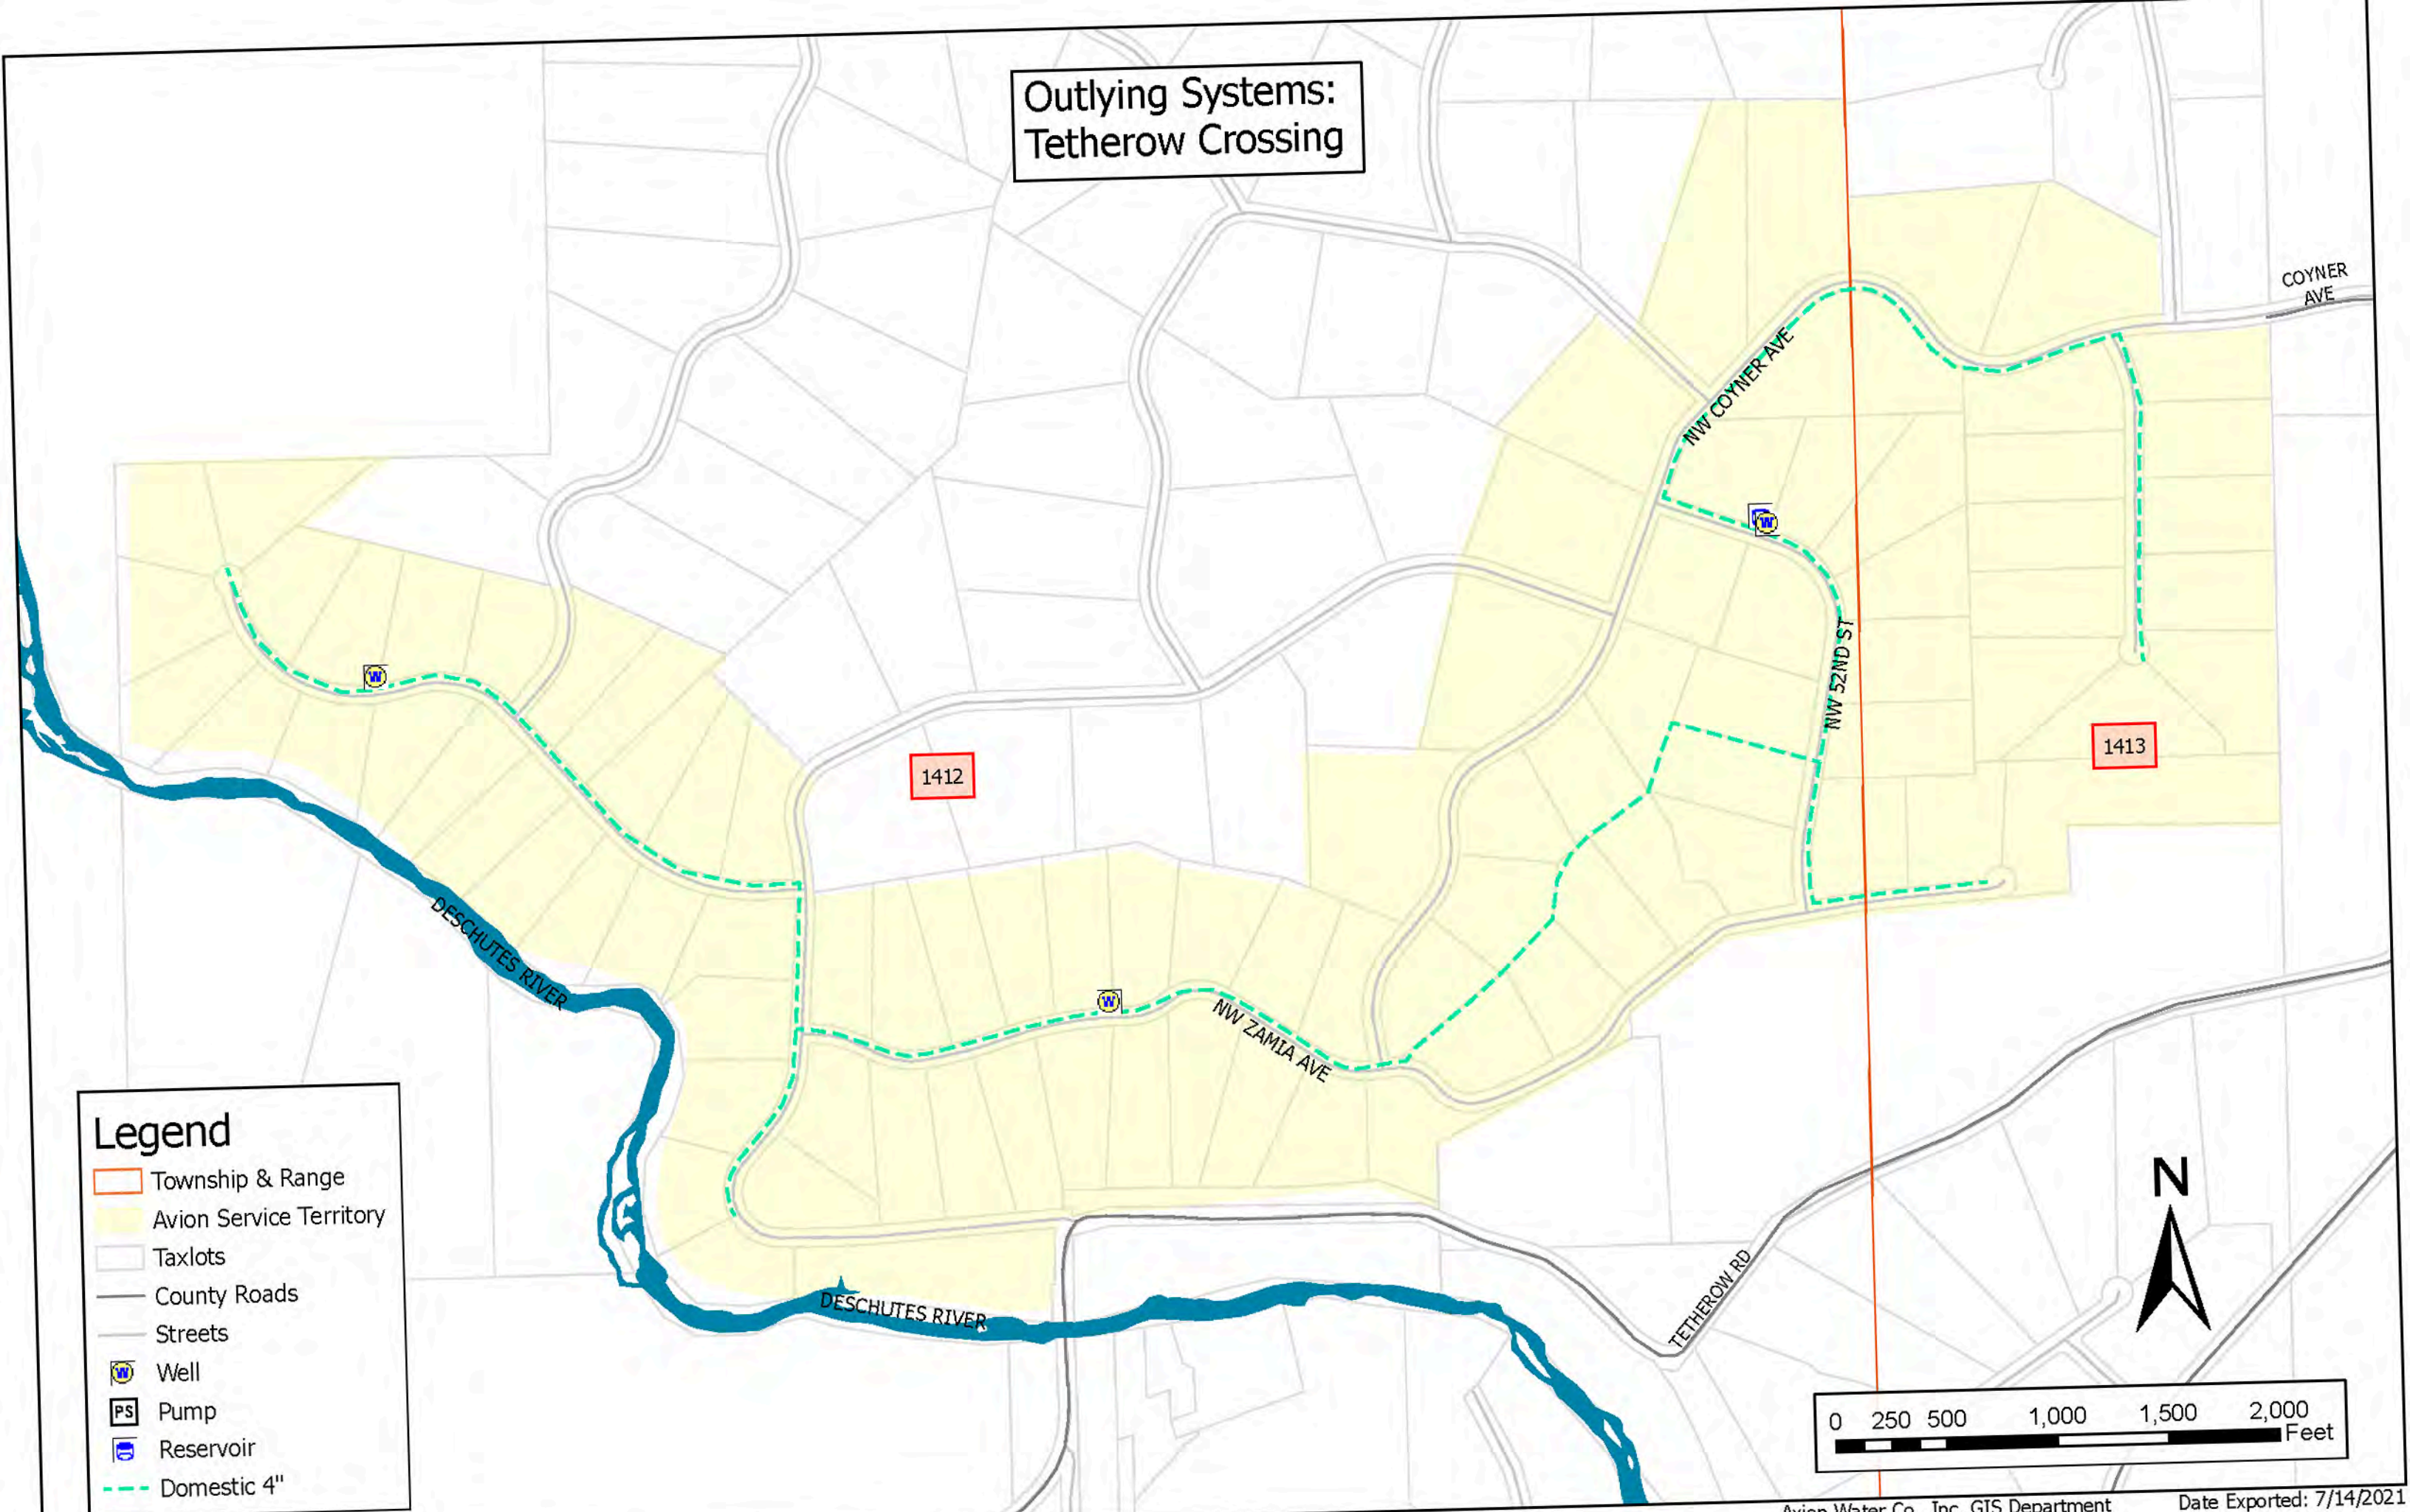 Outlying Systems:
Tetherow Crossing
COYNER
AVE
NW COYNER AVE
W
W
NW 52ND ST
1412
1413
DESCHUTES RIVER
W
NW ZAMIA AVE
DESCHUTES RIVER
TETHEROW RD
N
Legend
Township & Range
Avion Service Territory
Taxlots
County Roads
Streets
W Well
PS Pump
Reservoir
Domestic 4"
0 250 500 1,000 1,500 2,000
Feet
Avion Water Co., Inc. GIS Department
Date Exported: 7/14/2021